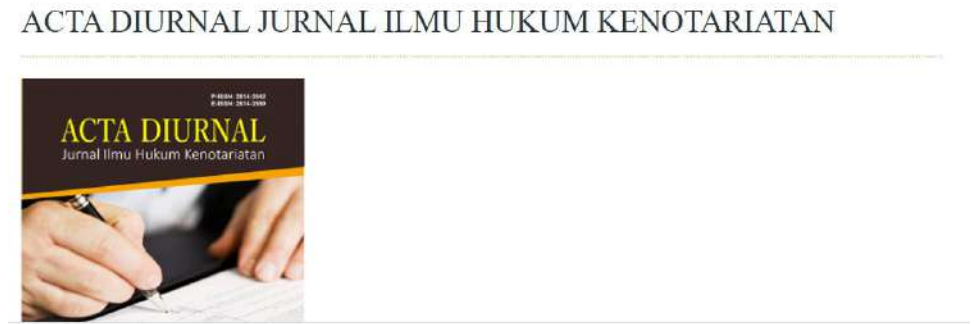 ACTA DIURNAL JURNAL ILMU HUKUM KENOTARIATAN
ACTA DIURNAL
Jurnal Ilmu Hukum Kenotariatan